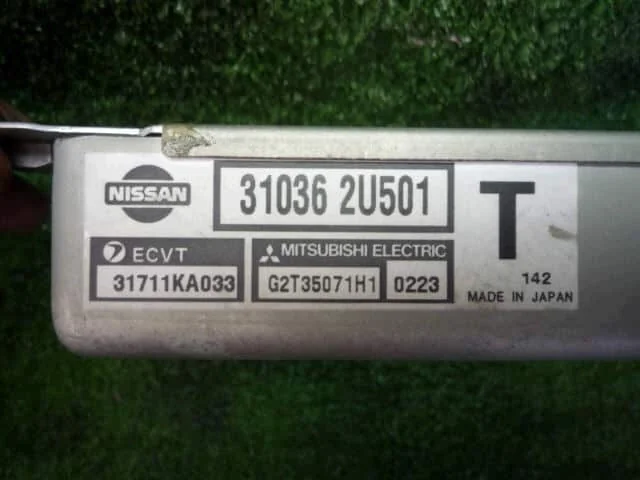 NISSAN
31036 2U501
T
ECVT
31711KA033
MITSUBISHI ELECTRIC
G2T35071H1 0223
142
MADE IN JAPAN